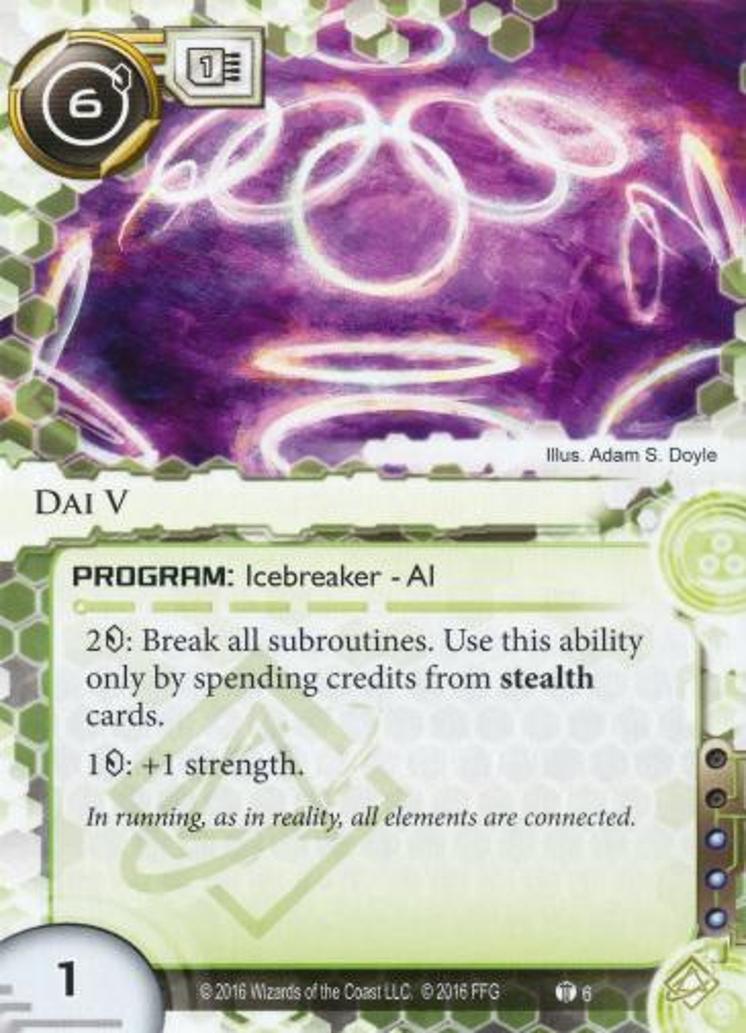 6
1
Illus. Adam S. Doyle
Dai V
PROGRAM: Icebreaker - AI
2: Break all subroutines. Use this ability
only by spending credits from stealth
cards.
1: +1 strength.
In running, as in reality, all elements are connected.
1
© 2016 Wizards of the Coast LLC. © 2016 FFG
6